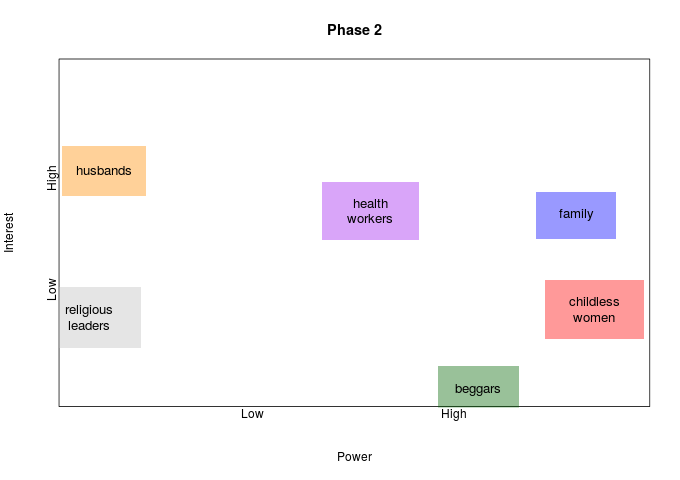 Phase 2
husbands
High
health
workers
family
Interest
Low
religious
leaders
childless
women
beggars
Low
High
Power